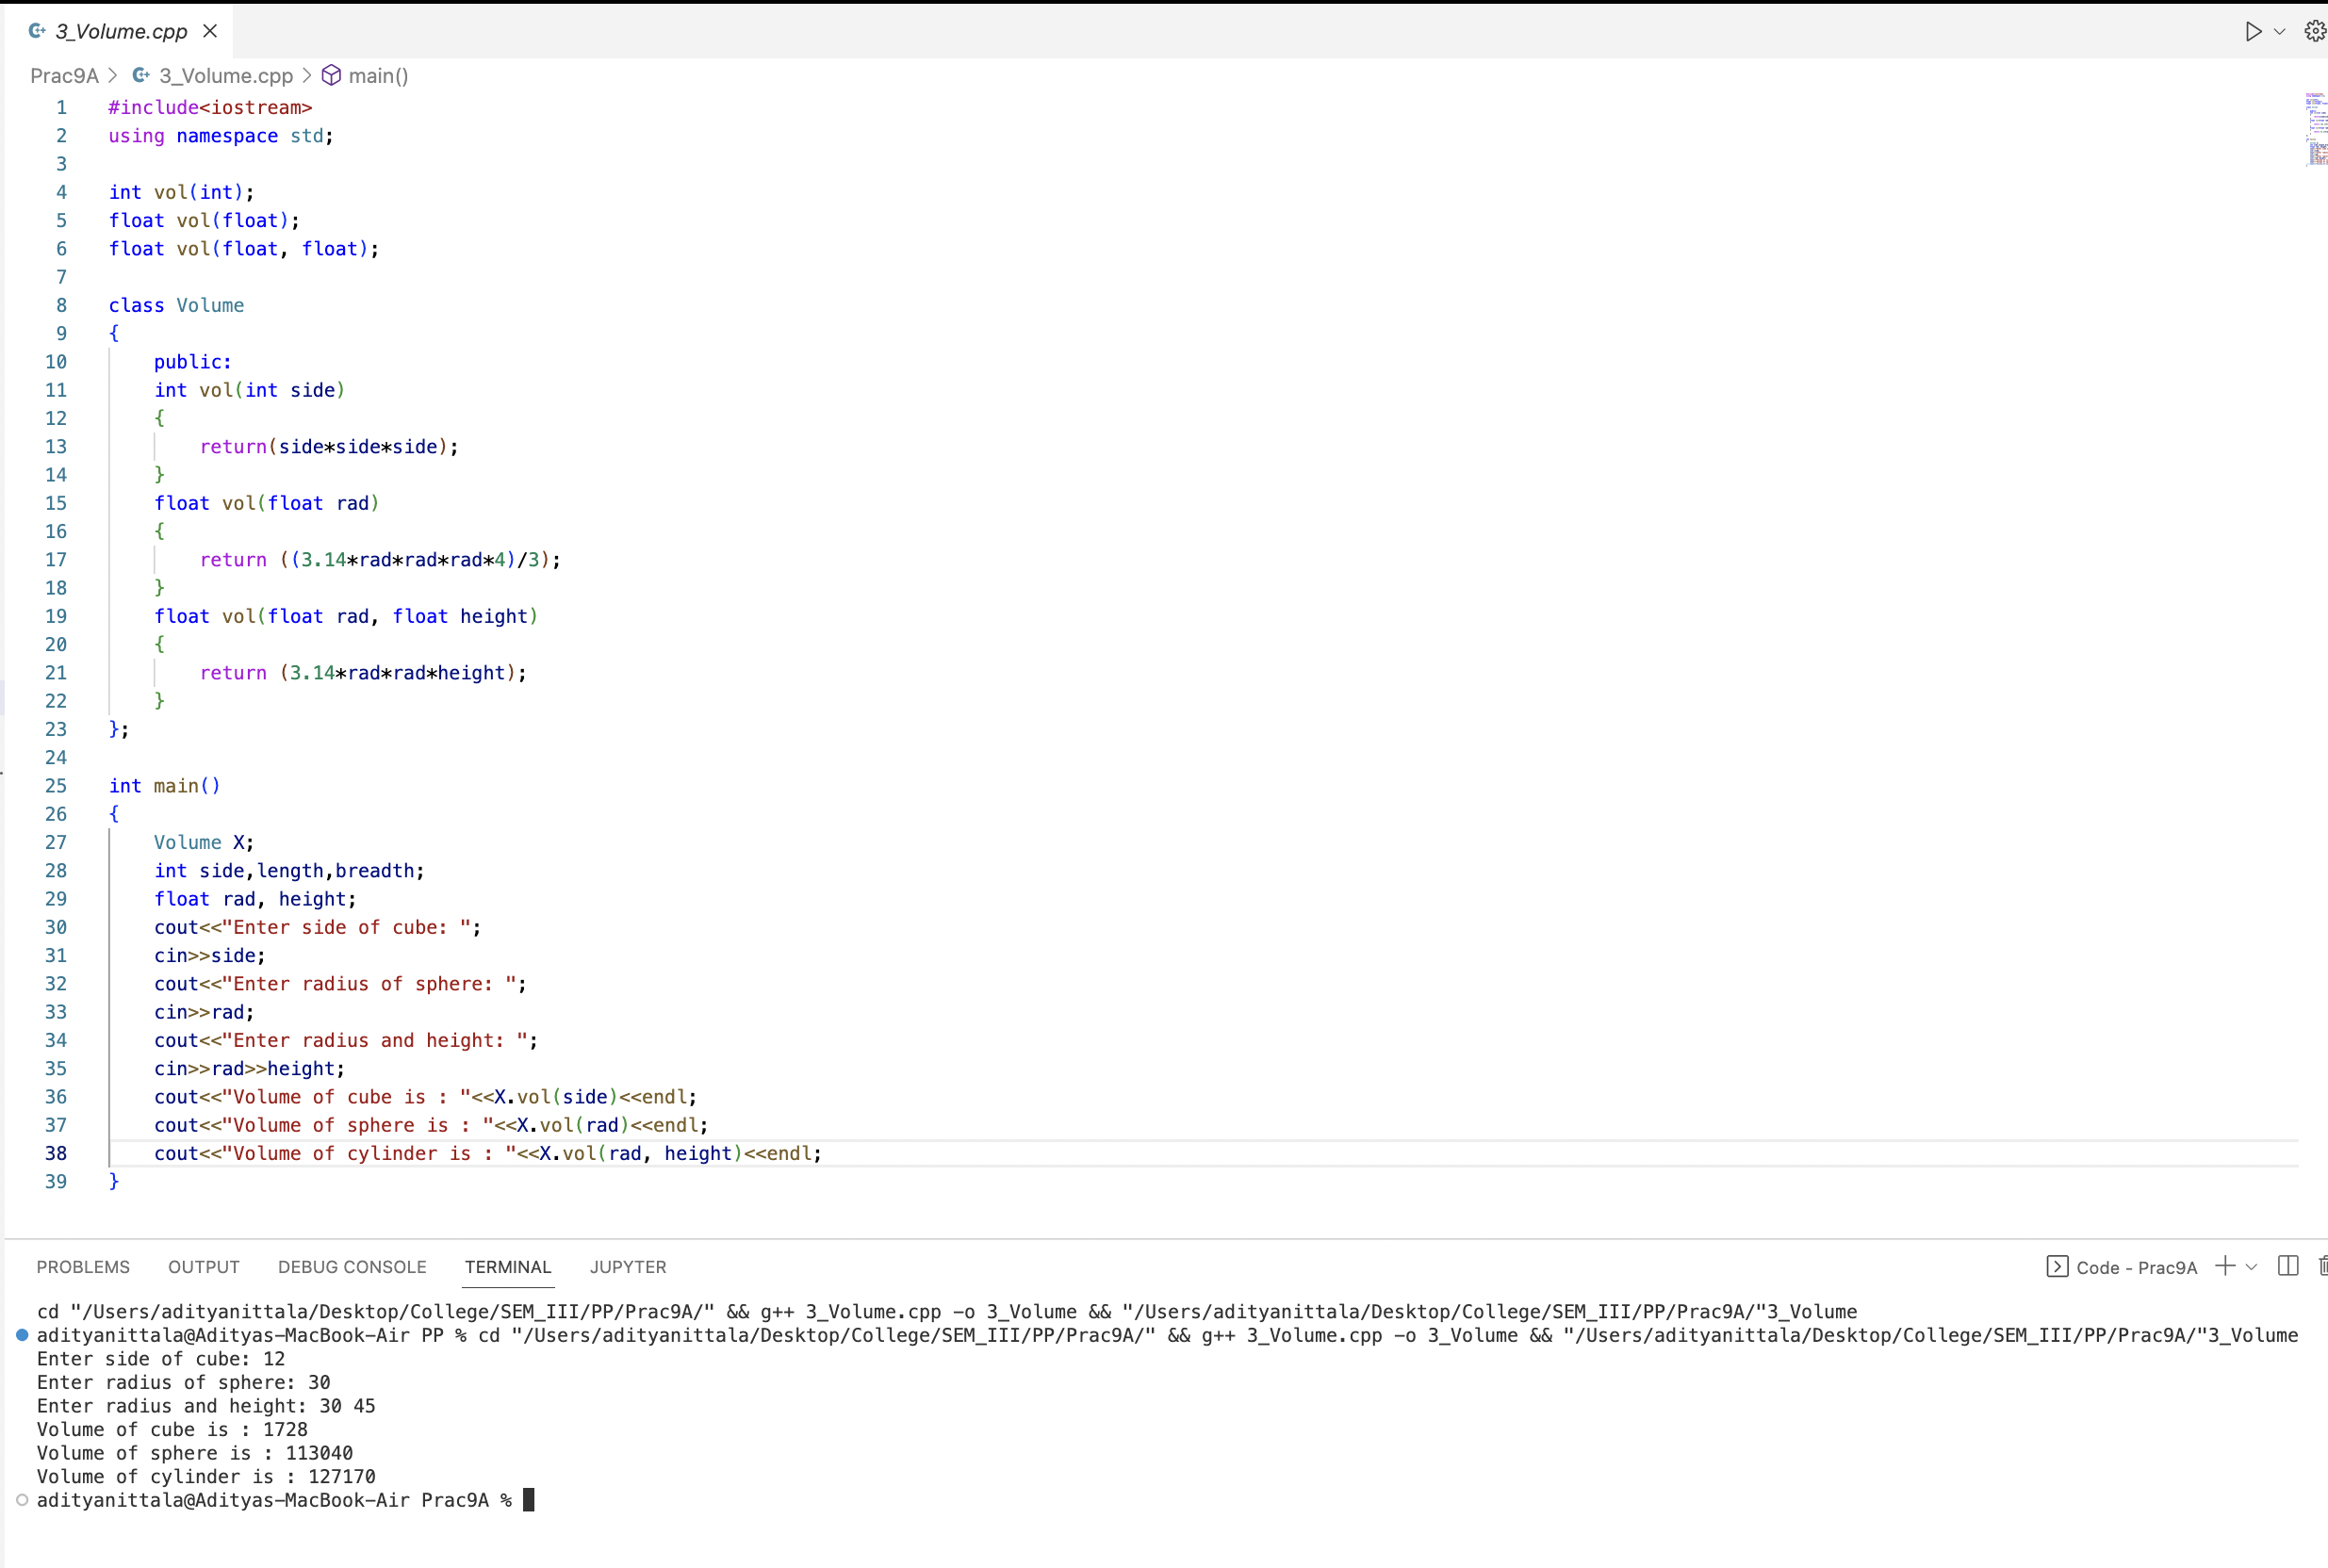 3_Volume.cpp
Prac9A > 3_Volume.cpp > main()
1 #include<iostream>
2 using namespace std;
3
4 int vol(int);
5 float vol(float);
6 float vol(float, float);
7
8 class Volume
9 {
10 public:
11 int vol(int side)
12 {
13 return(side*side*side);
14 }
15 float vol(float rad)
16 {
17 return ((3.14*rad*rad*rad*4)/3);
18 }
19 float vol(float rad, float height)
20 {
21 return (3.14*rad*rad*height);
22 }
23 };
24
25 int main()
26 {
27 Volume X;
28 int side,length,breadth;
29 float rad, height;
30 cout<<"Enter side of cube: ";
31 cin>>side;
32 cout<<"Enter radius of sphere: ";
33 cin>>rad;
34 cout<<"Enter radius and height: ";
35 cin>>rad>>height;
36 cout<<"Volume of cube is : "<<X.vol(side)<<endl;
37 cout<<"Volume of sphere is : "<<X.vol(rad)<<endl;
38 cout<<"Volume of cylinder is : "<<X.vol(rad, height)<<endl;
39 }
PROBLEMS OUTPUT DEBUG CONSOLE TERMINAL JUPYTER Code - Prac9A
cd "/Users/adityanittala/Desktop/College/SEM_III/PP/Prac9A/" && g++ 3_Volume.cpp -o 3_Volume && "/Users/adityanittala/Desktop/College/SEM_III/PP/Prac9A/"3_Volume
adityanittala@Adityas-MacBook-Air PP % cd "/Users/adityanittala/Desktop/College/SEM_III/PP/Prac9A/" && g++ 3_Volume.cpp -o 3_Volume && "/Users/adityanittala/Desktop/College/SEM_III/PP/Prac9A/"3_Volume
Enter side of cube: 12
Enter radius of sphere: 30
Enter radius and height: 30 45
Volume of cube is : 1728
Volume of sphere is : 113040
Volume of cylinder is : 127170
adityanittala@Adityas-MacBook-Air Prac9A %